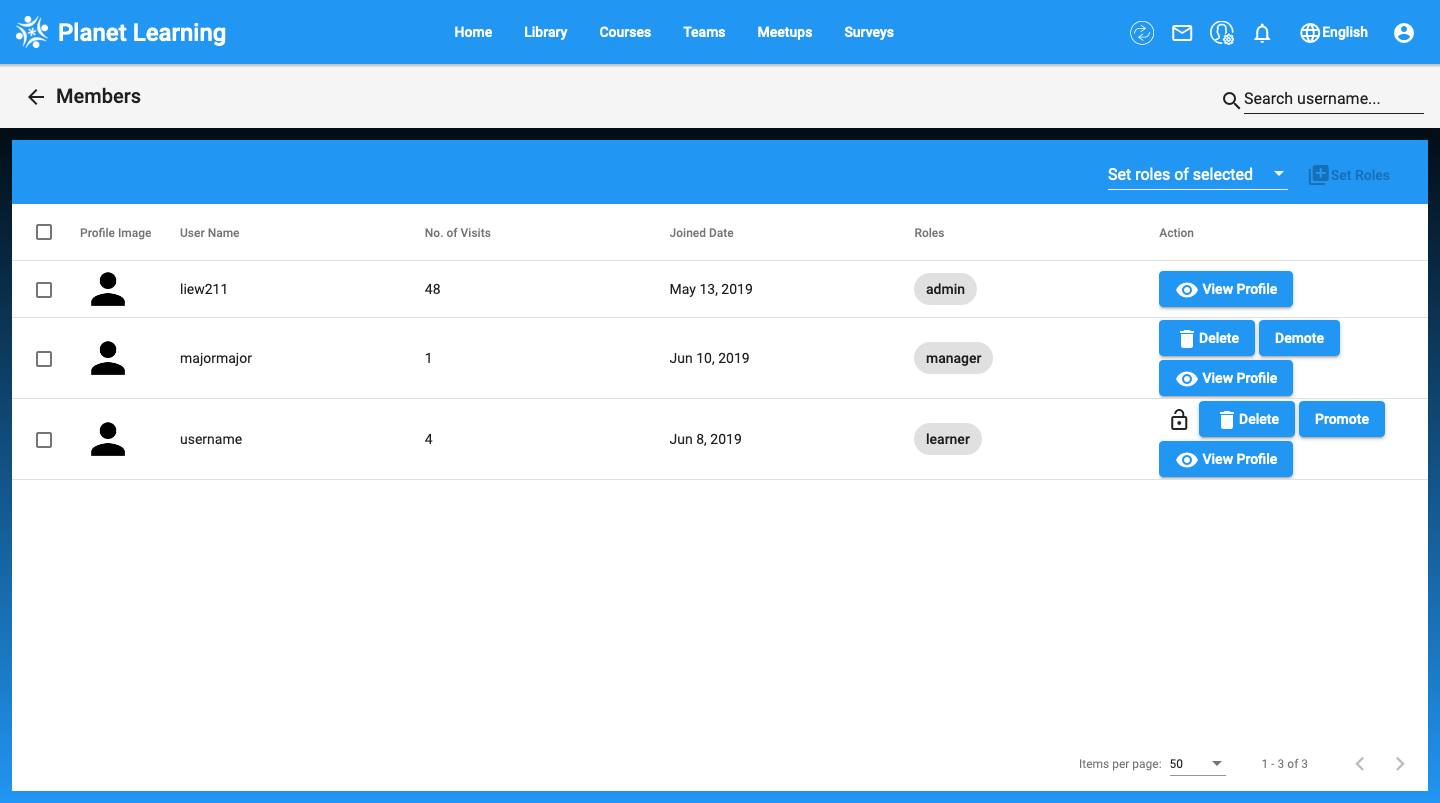 Planet Learning
Home Library Courses Teams Meetups Surveys English
Members
Search username...
Set roles of selected Set Roles
Profile Image User Name No. of Visits Joined Date Roles Action
liew211 48 May 13, 2019 admin View Profile
majormajor 1 Jun 10, 2019 manager Delete Demote
View Profile
username 4 Jun 8, 2019 learner Delete Promote
View Profile
Items per page: 50 1 - 3 of 3